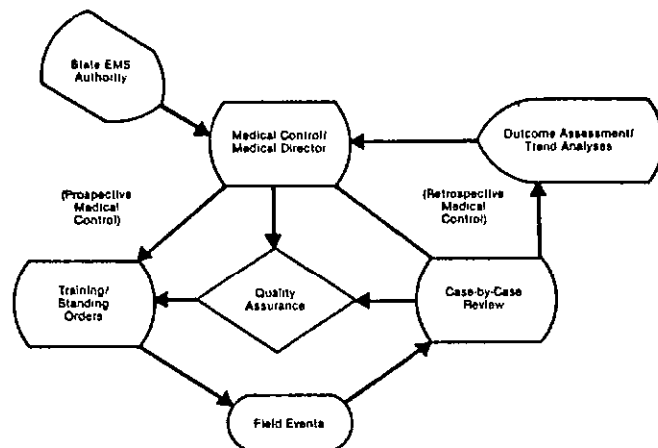 State EMS
Authority
Medical Control/
Medical Director
Outcome Assessment/
Trend Analyses
(Prospective
Medical
Control)
(Retrospective
Medical
Control)
Training/
Standing
Orders
Quality
Assurance
Case-by-Case
Review
Field Events